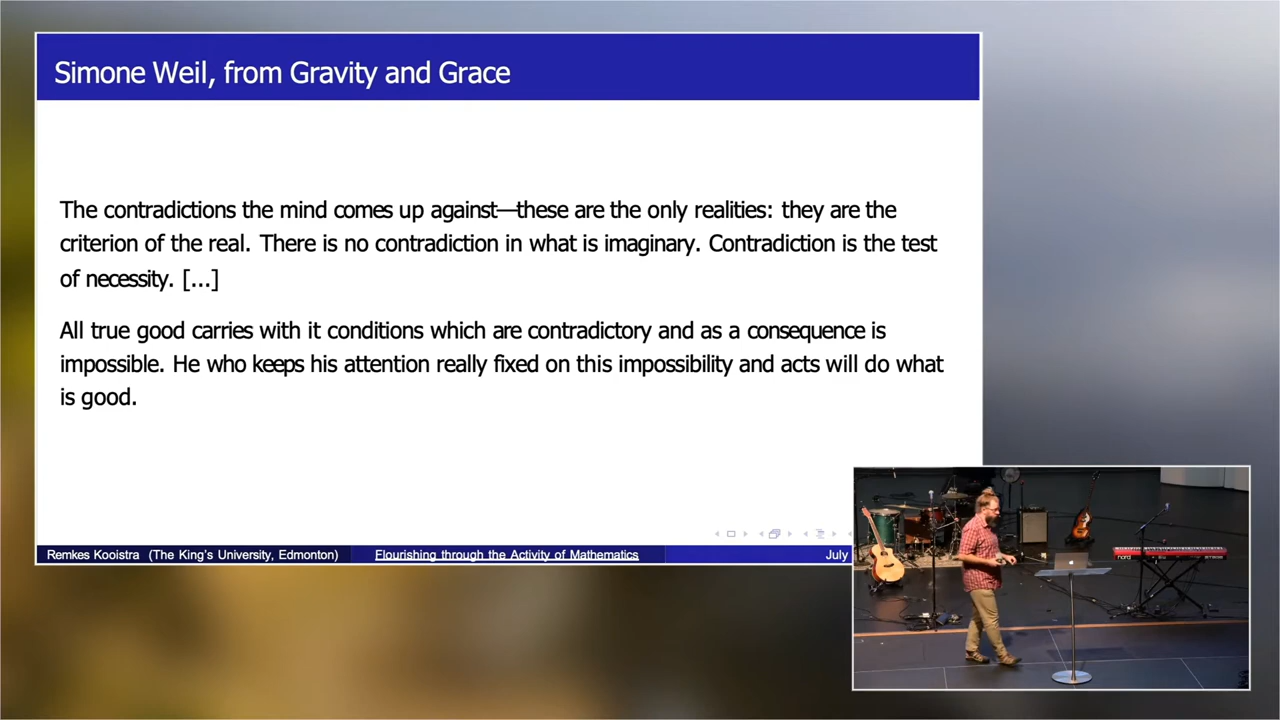 Simone Weil, from Gravity and Grace
The contradictions the mind comes up against—these are the only realities: they are the
criterion of the real. There is no contradiction in what is imaginary. Contradiction is the test
of necessity. [...]
All true good carries with it conditions which are contradictory and as a consequence is
impossible. He who keeps his attention really fixed on this impossibility and acts will do what
is good.
Remkes Kooistra (The King's University, Edmonton) Flourishing through the Activity of Mathematics July
nord